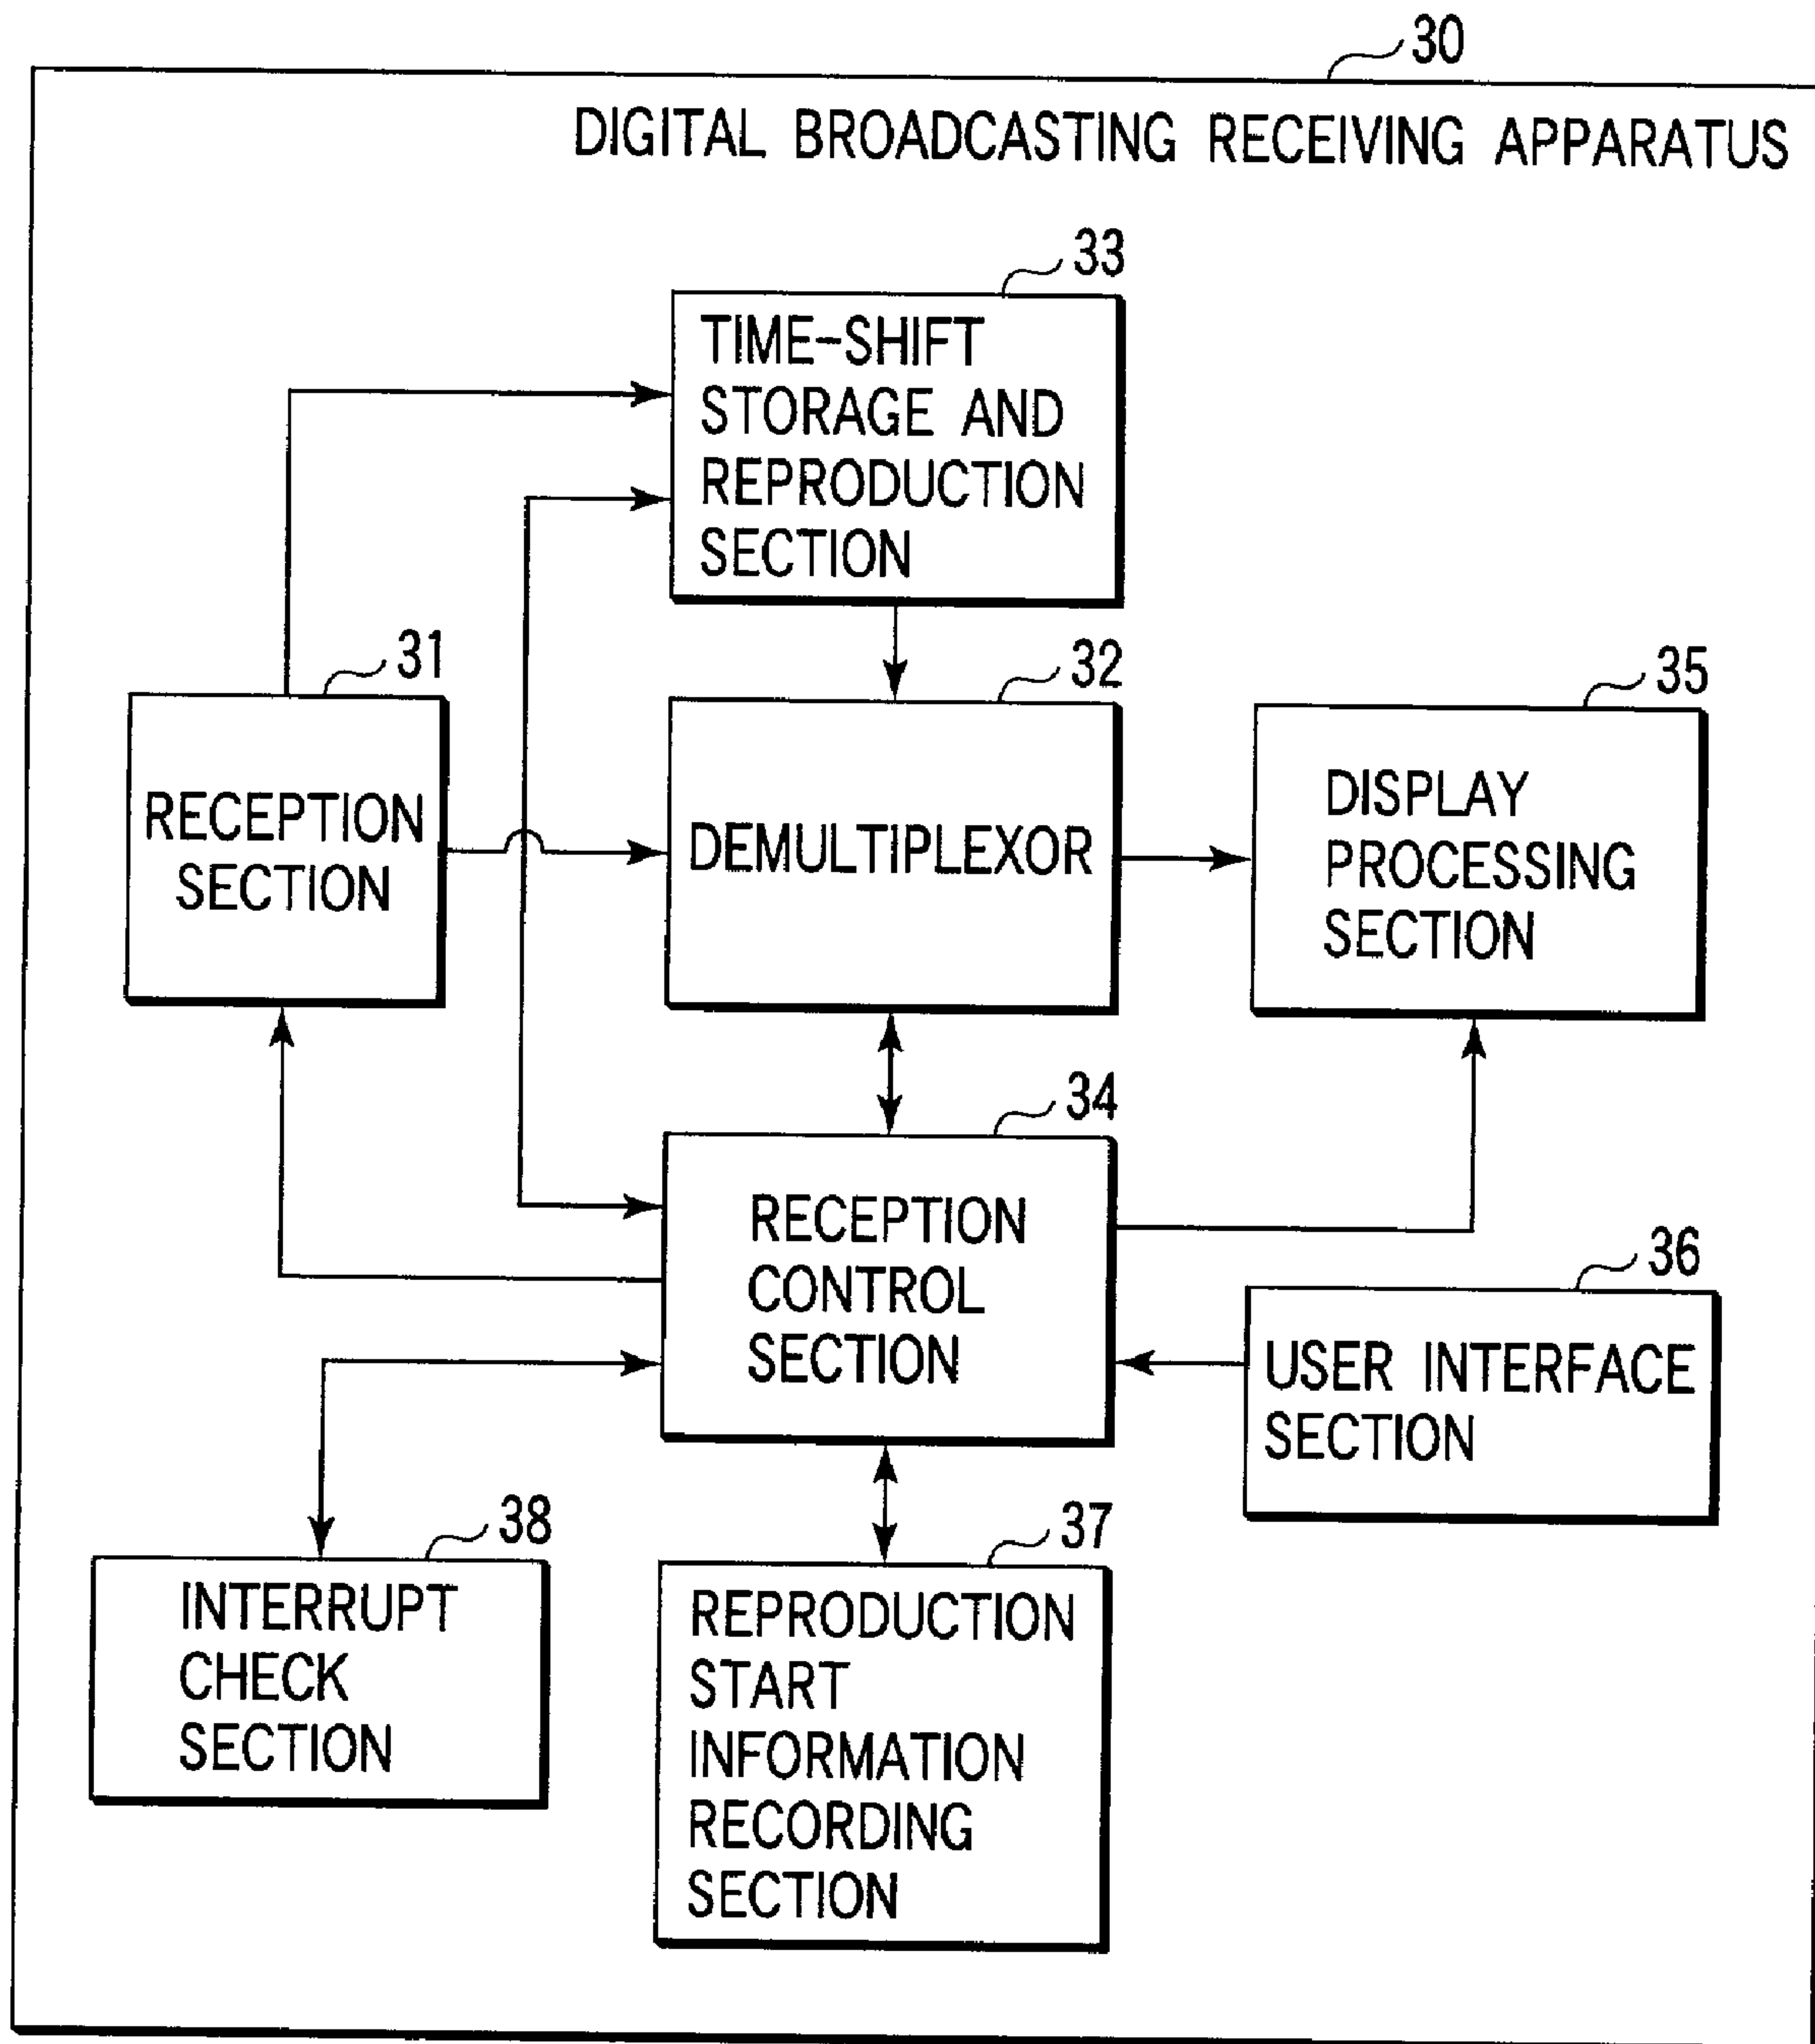 30
DIGITAL BROADCASTING RECEIVING APPARATUS
33
TIME-SHIFT
STORAGE AND
REPRODUCTION
SECTION
31
RECEPTION
SECTION
32
DEMULTIPLEXOR
35
DISPLAY
PROCESSING
SECTION
34
RECEPTION
CONTROL
SECTION
36
USER INTERFACE
SECTION
38
INTERRUPT
CHECK
SECTION
37
REPRODUCTION
START
INFORMATION
RECORDING
SECTION